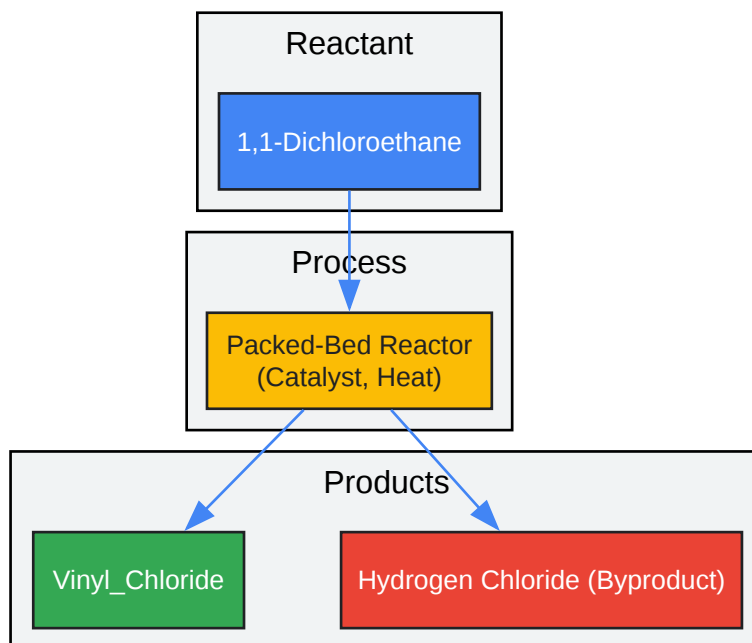 Reactant
1,1-Dichloroethane
Process
Packed-Bed Reactor
(Catalyst, Heat)
Products
Vinyl_Chloride
Hydrogen Chloride (Byproduct)